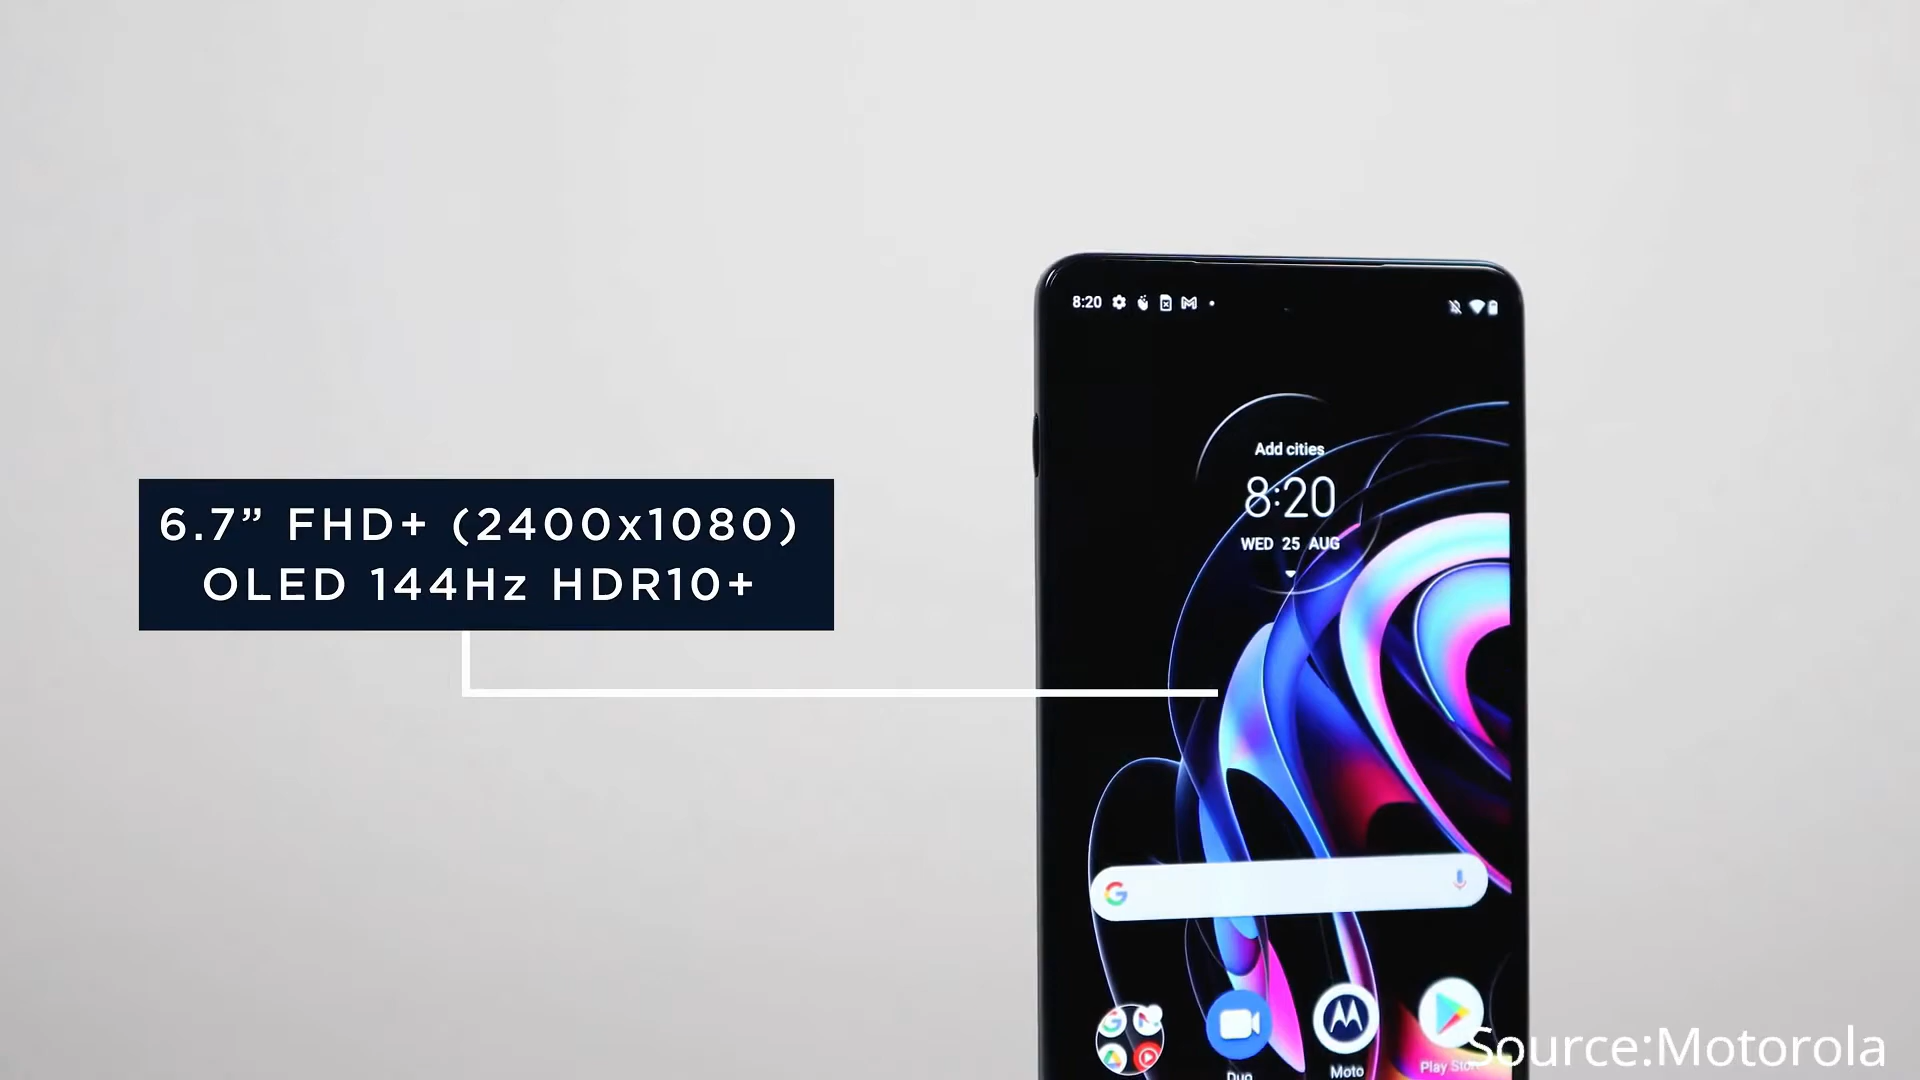 8:20
Add cities
8:20
WED 25 AUG
6.7” FHD+ (2400x1080)
OLED 144Hz HDR10+
Duo
Moto
Play Store
Source:Motorola